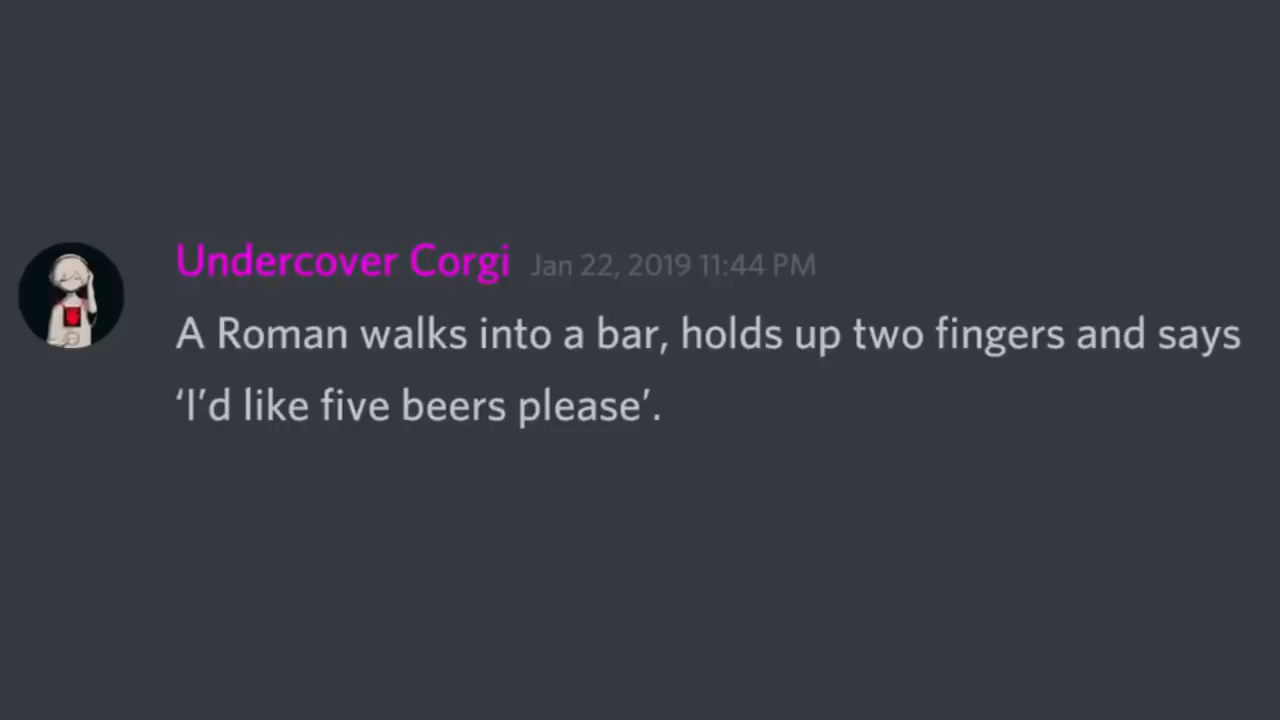 Undercover Corgi Jan 22, 2019 11:44 PM
A Roman walks into a bar, holds up two fingers and says
‘I’d like five beers please’.